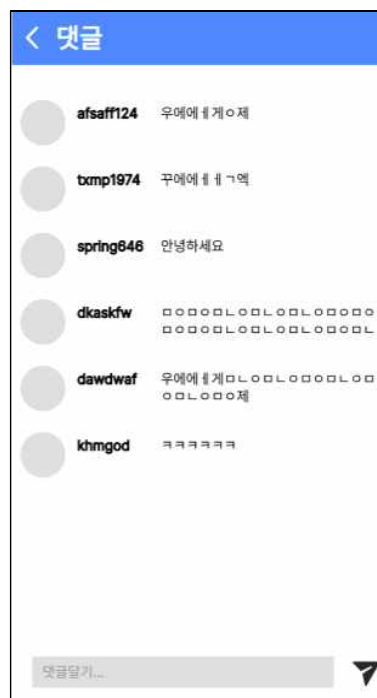 댓글
afsaff124 우에에ㅔ게ㅇ제
txmp1974 꾸에에ㅔㅔㄱ엑
spring646 안녕하세요
dkaskfw ㅁㅇㅁㅇㅁㄴㅇㅁㄴㅇㅁㄴㅇㅁㅇㅁㅇ
ㅁㅇㅁㅇㅁㄴㅇㅁㄴㅇㅁㄴㅇㅁㅇㅁㄴ
dawdwaf 우에에ㅔ게ㅁㄴㅇㅁㄴㅇㅁㅇㅁㄴㅇㅁ
ㅇㅁㄴㅇㅁㅇ제
khmgod ㅋㅋㅋㅋㅋㅋ
댓글달기...